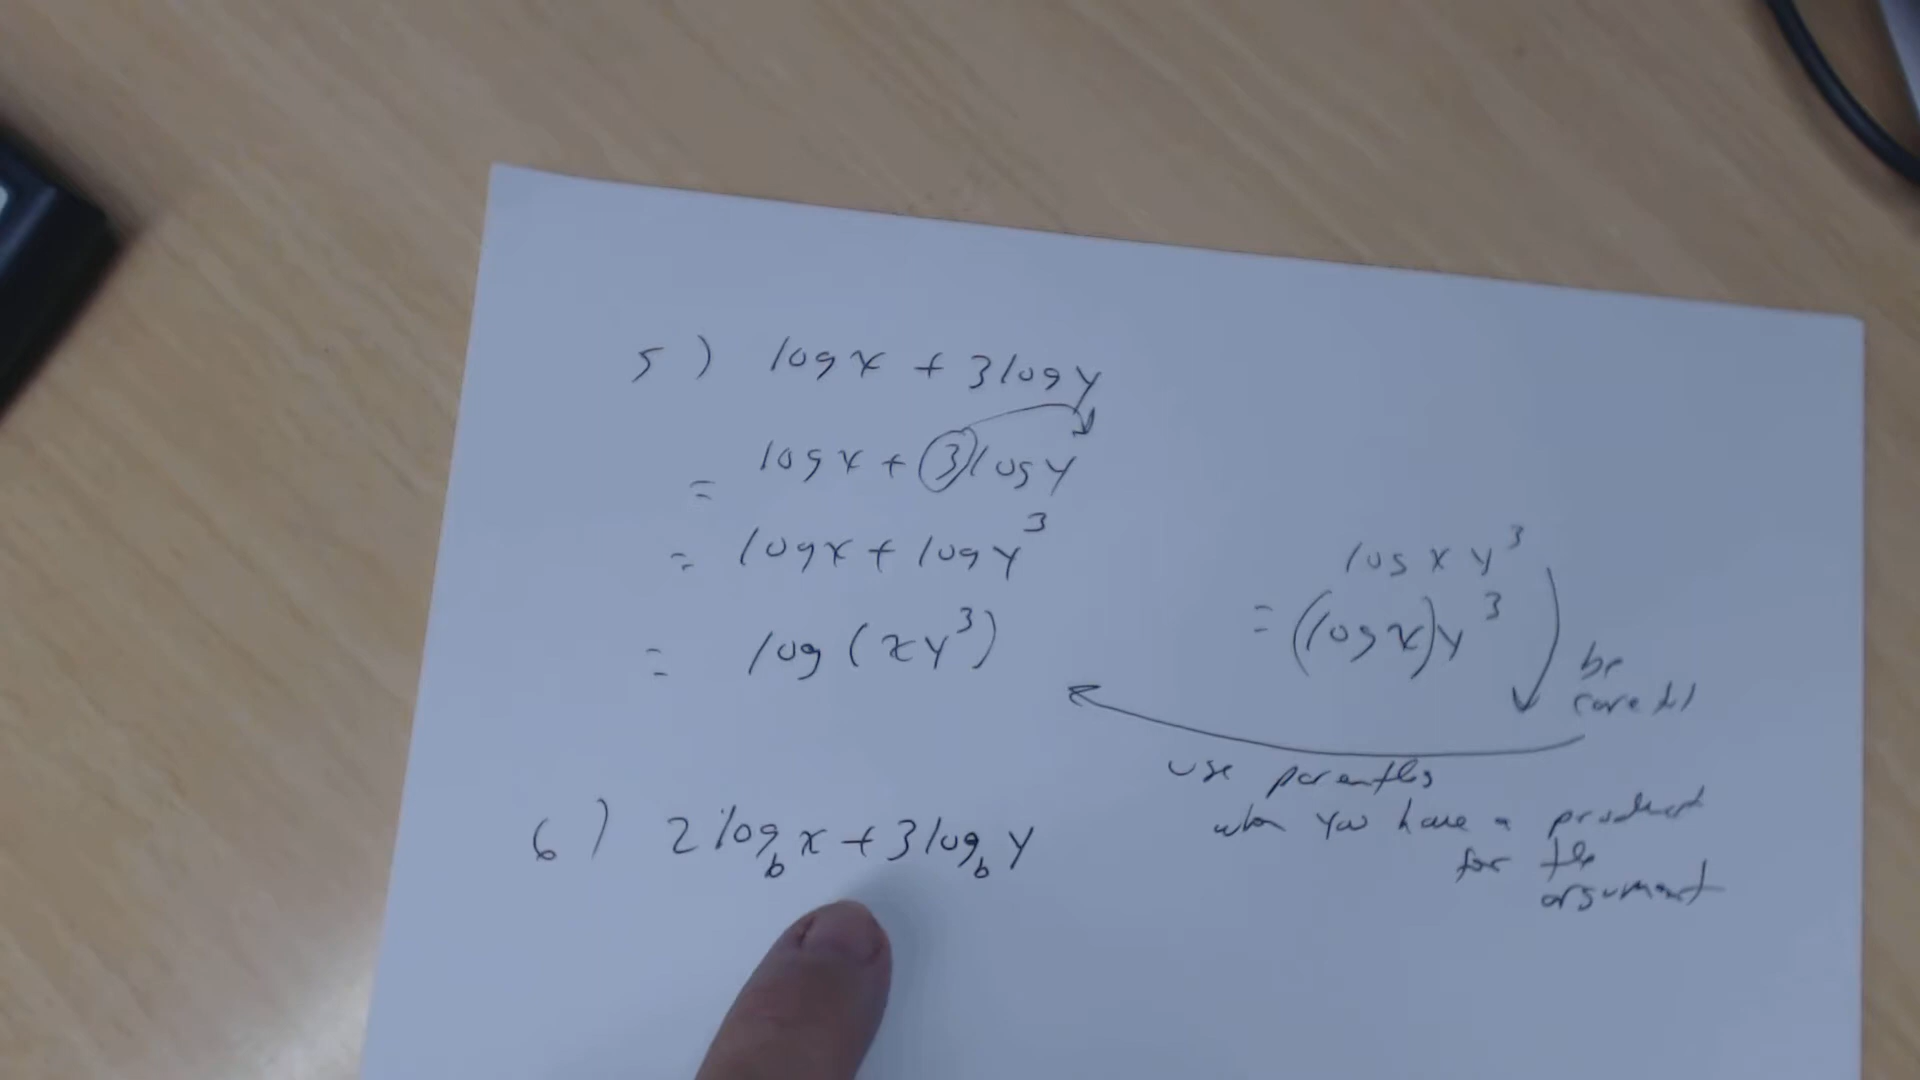 5) log x + 3 log y
= log x + 3 log y
= log x + log y³
= log (xy³)
log x y³
= (log x) y³
be
careful
use parenthes
when you have a product
for the
argument
6) 2 log_b x + 3 log_b y